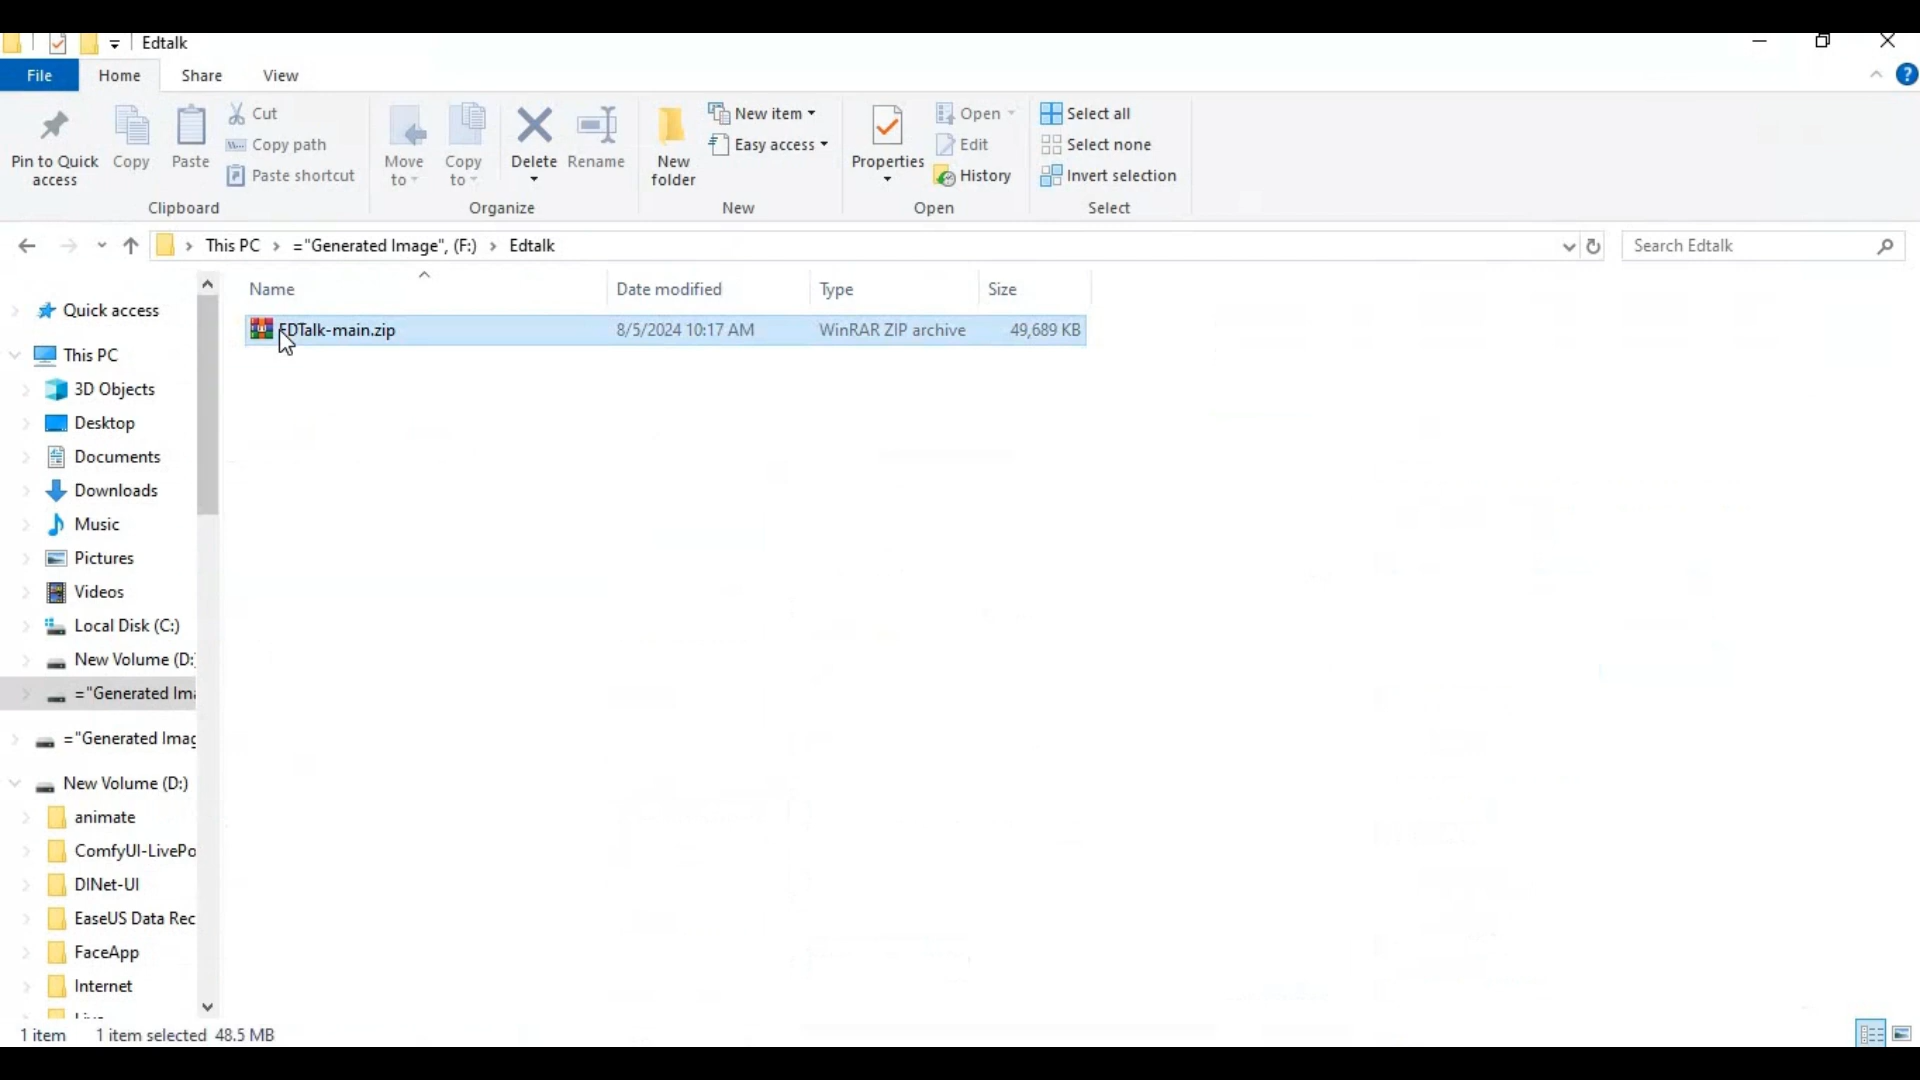 Edtalk
File Home Share View
Pin to Quick access
Copy
Paste
Cut
Copy path
Paste shortcut
Clipboard
Move to
Copy to
Delete
Rename
Organize
New folder
New item
Easy access
New
Properties
Open
Edit
History
Open
Select all
Select none
Invert selection
Select
This PC > ="Generated Image", (F:) > Edtalk
Search Edtalk
Name Date modified Type Size
EDTalk-main.zip 8/5/2024 10:17 AM WinRAR ZIP archive 49,689 KB
Quick access
This PC
3D Objects
Desktop
Documents
Downloads
Music
Pictures
Videos
Local Disk (C:)
New Volume (D:
="Generated Ima
="Generated Imag
New Volume (D:)
animate
ComfyUI-LivePo
DINet-UI
EaseUS Data Rec
FaceApp
Internet
1 item 1 item selected 48.5 MB